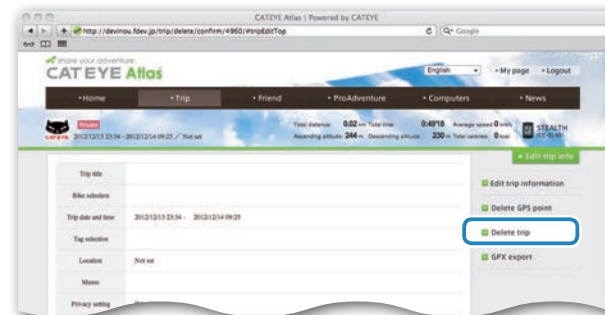 CATEYE Atlas | Powered by CATEYE
http://devinou.fdev.jp/trip/delete/confirm/4960/#tripEditTop
Google
share your adventure.
CATEYE Atlas
English
My page
Logout
Home
Trip
Friend
ProAdventure
Computers
News
Private
Total distance: 0.02 km Total time: 0:49'18 Average speed 0 km/h
CATEYE 2012/12/13 23:34 - 2012/12/14 09:25 / Not set
Ascending altitude: 244 m Descending altitude: 230 m Total calories: 0 kcal
STEALTH
Edit trip info
Trip title
Bike selection
Trip date and time 2012/12/13 23:34 - 2012/12/14 09:25
Tag selection
Location Not set
Memo
Privacy setting
Edit trip information
Delete GPS point
Delete trip
GPX export